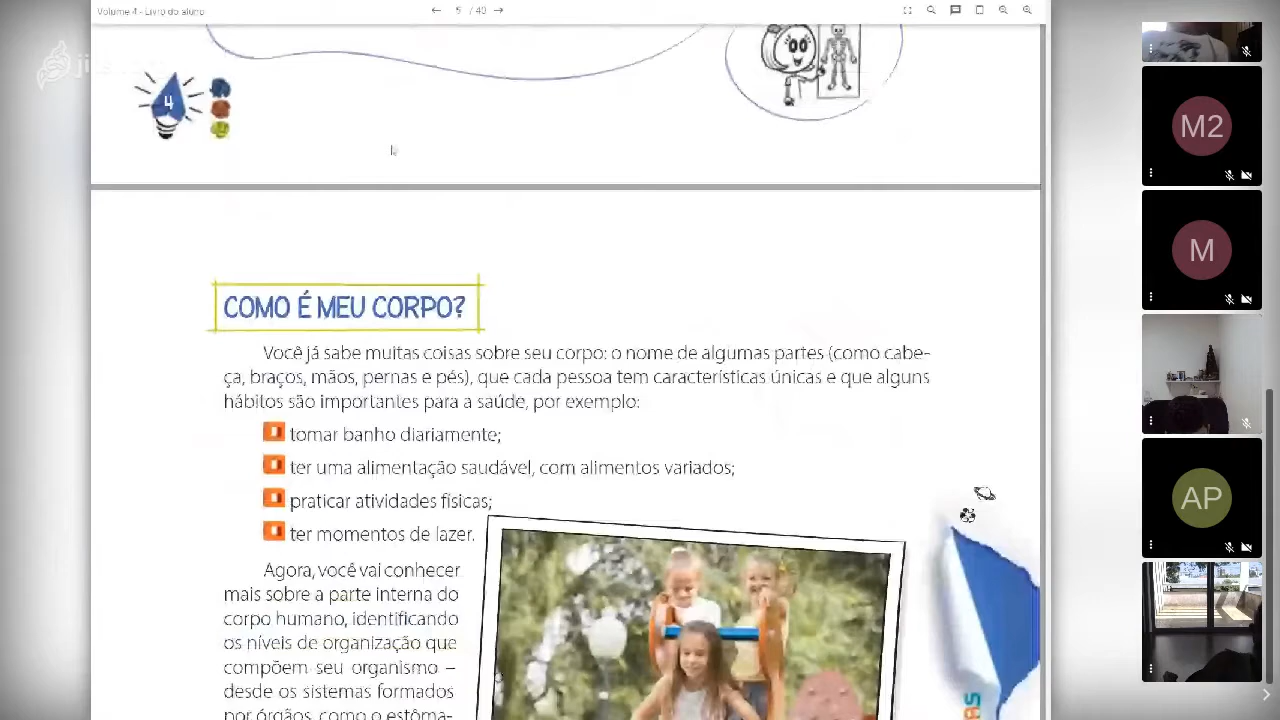 Volume 4 - Livro do aluno
5 / 40
4
COMO É MEU CORPO?
Você já sabe muitas coisas sobre seu corpo: o nome de algumas partes (como cabe-
ça, braços, mãos, pernas e pés), que cada pessoa tem características únicas e que alguns
hábitos são importantes para a saúde, por exemplo:
tomar banho diariamente;
ter uma alimentação saudável, com alimentos variados;
praticar atividades físicas;
ter momentos de lazer.
Agora, você vai conhecer
mais sobre a parte interna do
corpo humano, identificando
os níveis de organização que
compõem seu organismo –
desde os sistemas formados
por órgãos, como o estôma-
M2
M
AP